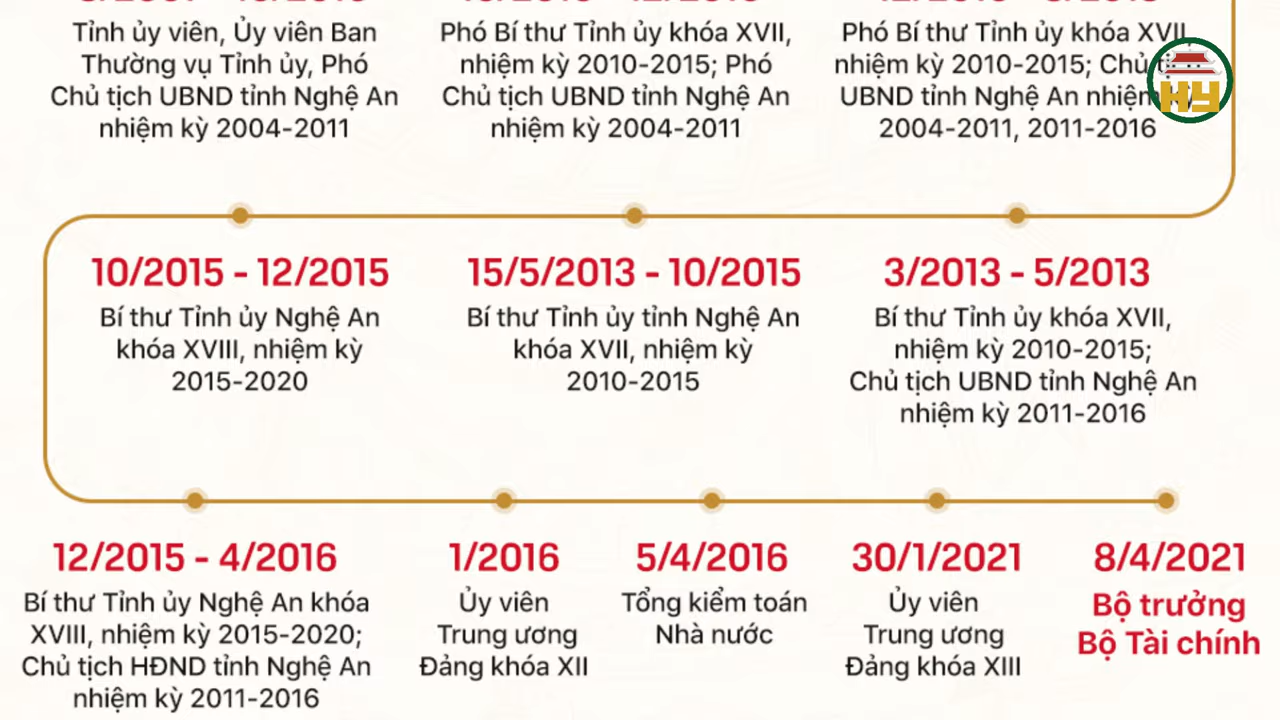 Tỉnh ủy viên, Ủy viên Ban
Thường vụ Tỉnh ủy, Phó
Chủ tịch UBND tỉnh Nghệ An
nhiệm kỳ 2004-2011
Phó Bí thư Tỉnh ủy khóa XVII,
nhiệm kỳ 2010-2015; Phó
Chủ tịch UBND tỉnh Nghệ An
nhiệm kỳ 2004-2011
Phó Bí thư Tỉnh ủy khóa XVII,
nhiệm kỳ 2010-2015; Chủ
UBND tỉnh Nghệ An nhiệm
2004-2011, 2011-2016
HY
10/2015 - 12/2015
Bí thư Tỉnh ủy Nghệ An
khóa XVIII, nhiệm kỳ
2015-2020
15/5/2013 - 10/2015
Bí thư Tỉnh ủy tỉnh Nghệ An
khóa XVII, nhiệm kỳ
2010-2015
3/2013 - 5/2013
Bí thư Tỉnh ủy khóa XVII,
nhiệm kỳ 2010-2015;
Chủ tịch UBND tỉnh Nghệ An
nhiệm kỳ 2011-2016
12/2015 - 4/2016
Bí thư Tỉnh ủy Nghệ An khóa
XVIII, nhiệm kỳ 2015-2020;
Chủ tịch HĐND tỉnh Nghệ An
nhiệm kỳ 2011-2016
1/2016
Ủy viên
Trung ương
Đảng khóa XII
5/4/2016
Tổng kiểm toán
Nhà nước
30/1/2021
Ủy viên
Trung ương
Đảng khóa XIII
8/4/2021
Bộ trưởng
Bộ Tài chính